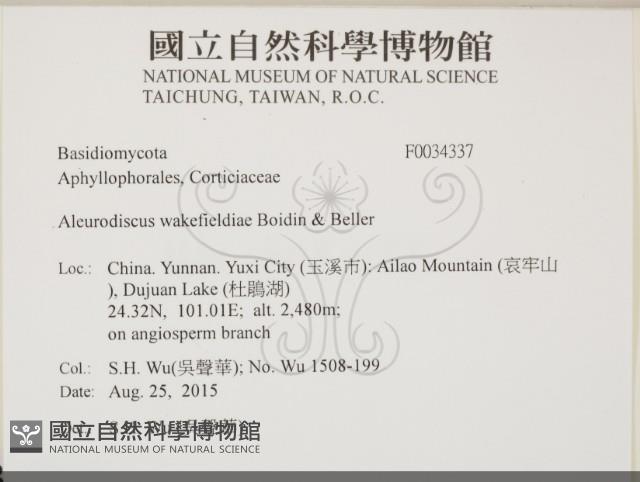 國立自然科學博物館
NATIONAL MUSEUM OF NATURAL SCIENCE
TAICHUNG, TAIWAN, R.O.C.
Basidiomycota F0034337
Aphyllophorales, Corticiaceae
Aleurodiscus wakefieldiae Boidin & Beller
Loc.: China. Yunnan. Yuxi City (玉溪市): Ailao Mountain (哀牢山
), Dujuan Lake (杜鵑湖)
24.32N, 101.01E; alt. 2,480m;
on angiosperm branch
Col.: S.H. Wu(吳聲華); No. Wu 1508-199
Date: Aug. 25, 2015
國立自然科學博物館
NATIONAL MUSEUM OF NATURAL SCIENCE